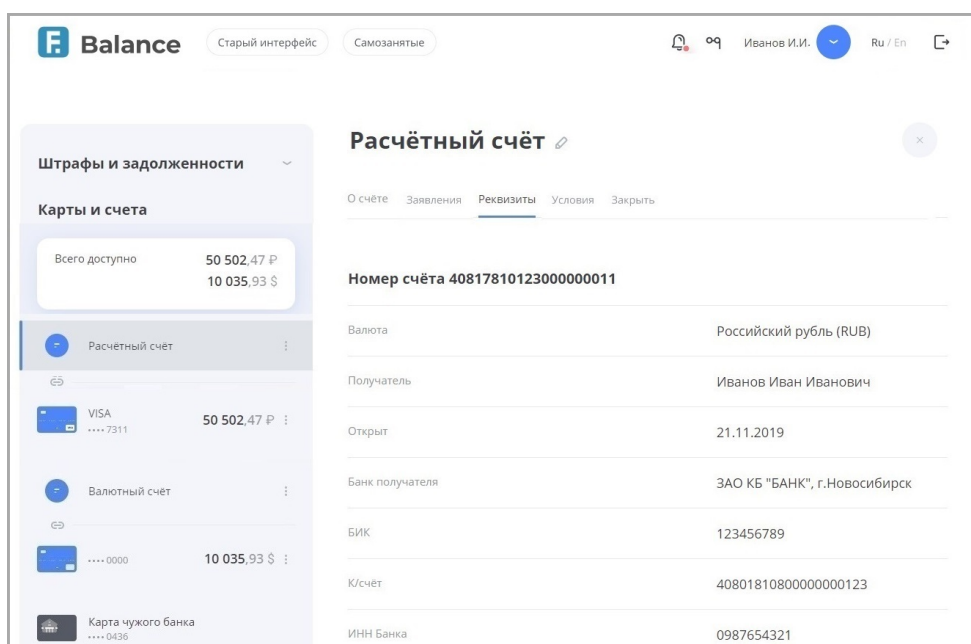 Balance
Старый интерфейс
Самозанятые
Иванов И.И.
Ru / En
Штрафы и задолженности
Карты и счета
Всего доступно 50 502,47 ₽
10 035,93 $
Расчётный счёт
VISA
•••• 7311
50 502,47 ₽
Валютный счёт
•••• 0000
10 035,93 $
Карта чужого банка
•••• 0436
Расчётный счёт
О счёте Заявления Реквизиты Условия Закрыть
Номер счёта 40817810123000000011
Валюта Российский рубль (RUB)
Получатель Иванов Иван Иванович
Открыт 21.11.2019
Банк получателя ЗАО КБ "БАНК", г.Новосибирск
БИК 123456789
К/счёт 40801810800000000123
ИНН Банка 0987654321